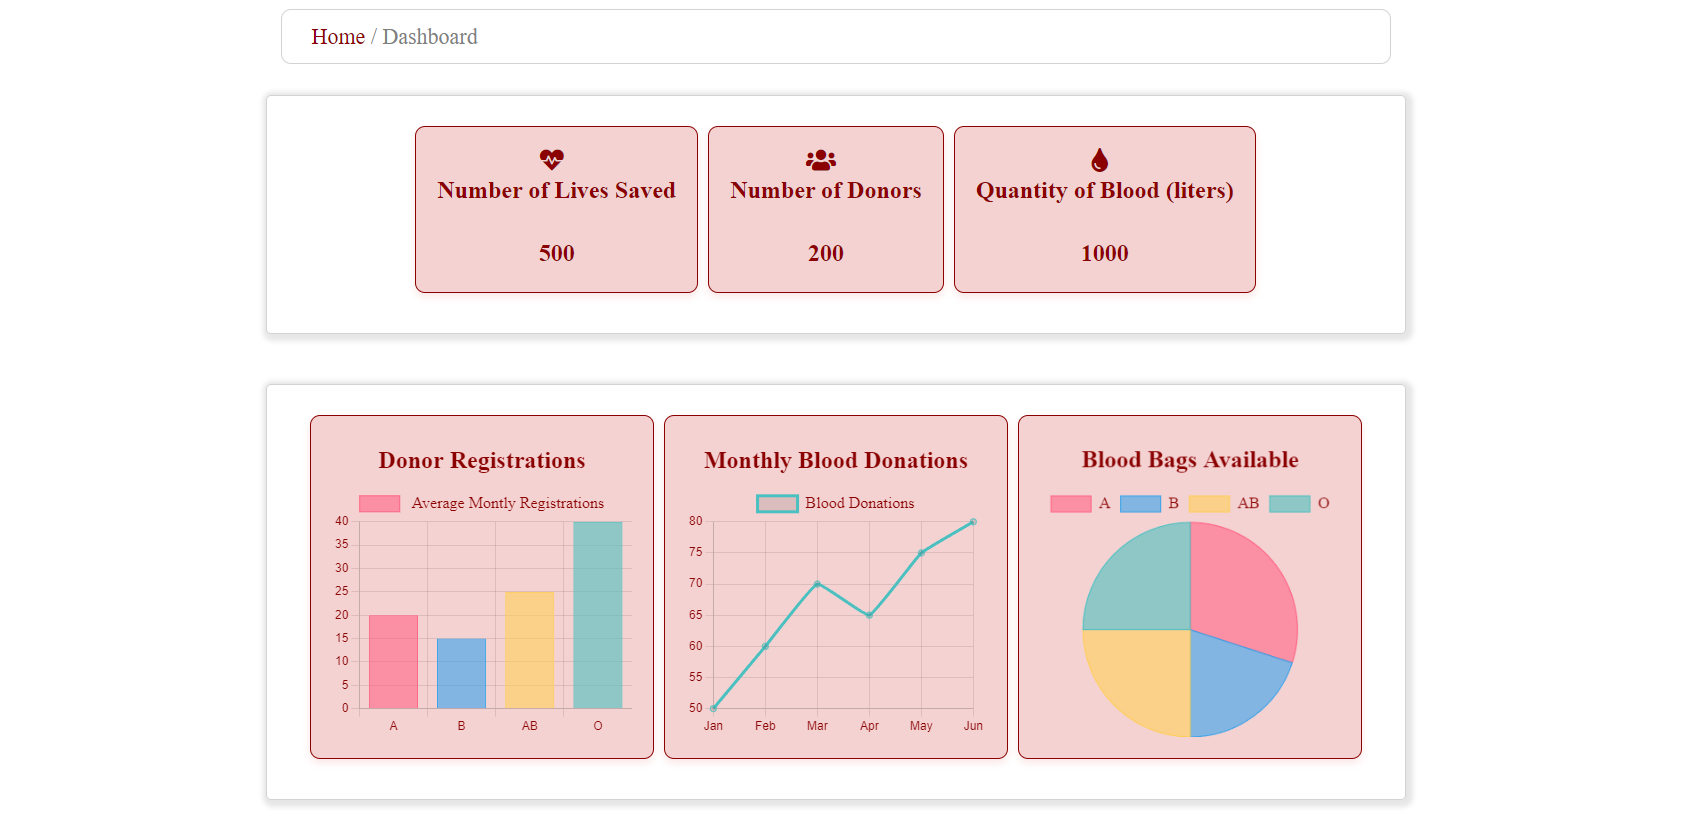 Home / Dashboard
Number of Lives Saved
500
Number of Donors
200
Quantity of Blood (liters)
1000
Donor Registrations
Average Montly Registrations
40
35
30
25
20
15
10
5
0
A B AB O
Monthly Blood Donations
Blood Donations
80
75
70
65
60
55
50
Jan Feb Mar Apr May Jun
Blood Bags Available
A B AB O